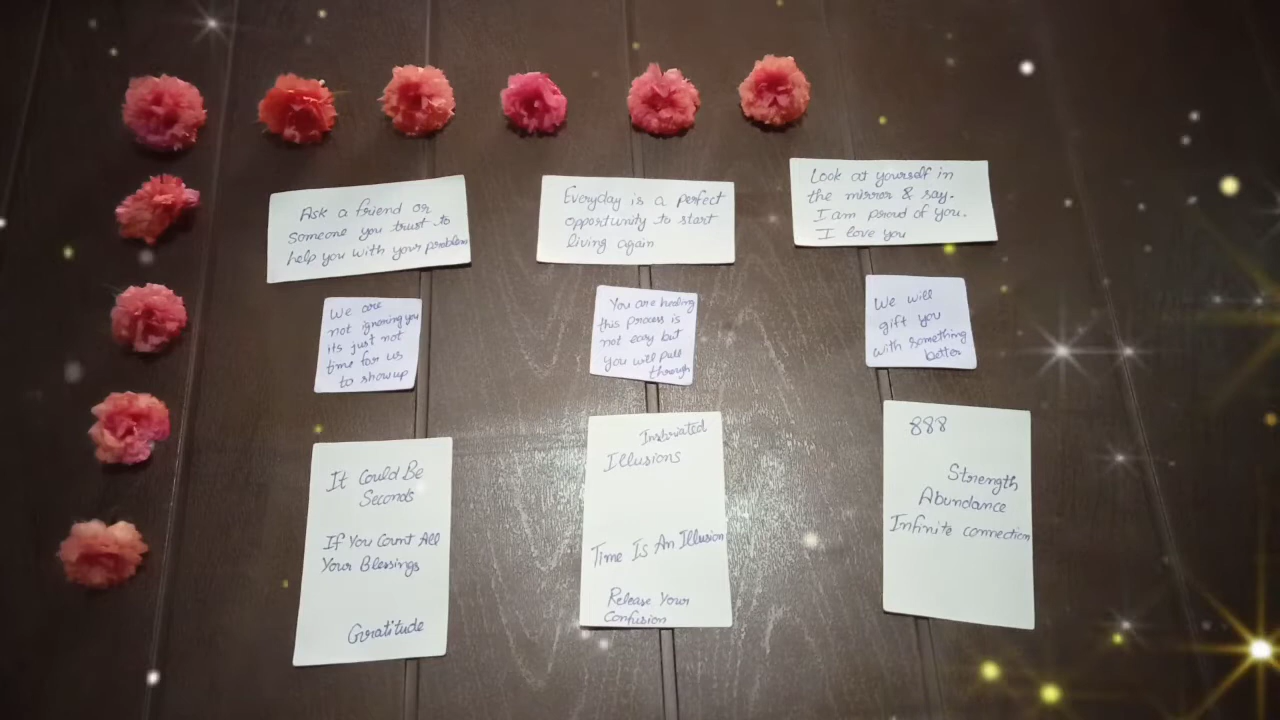 Ask a friend or
someone you trust to
help you with your problem
Everyday is a perfect
opportunity to start
living again
Look at yourself in
the mirror & say.
I am proud of you.
I love you
We are
not ignoring you
its just not
time for us
to show up
You are healing
this process is
not easy but
you will pull
through
We will
gift you
with something
better
It Could Be
Seconds
If You Count All
Your Blessings
Gratitude
Illusions
Time Is An Illusion
Release Your
Confusion
888
Strength
Abundance
Infinite connection